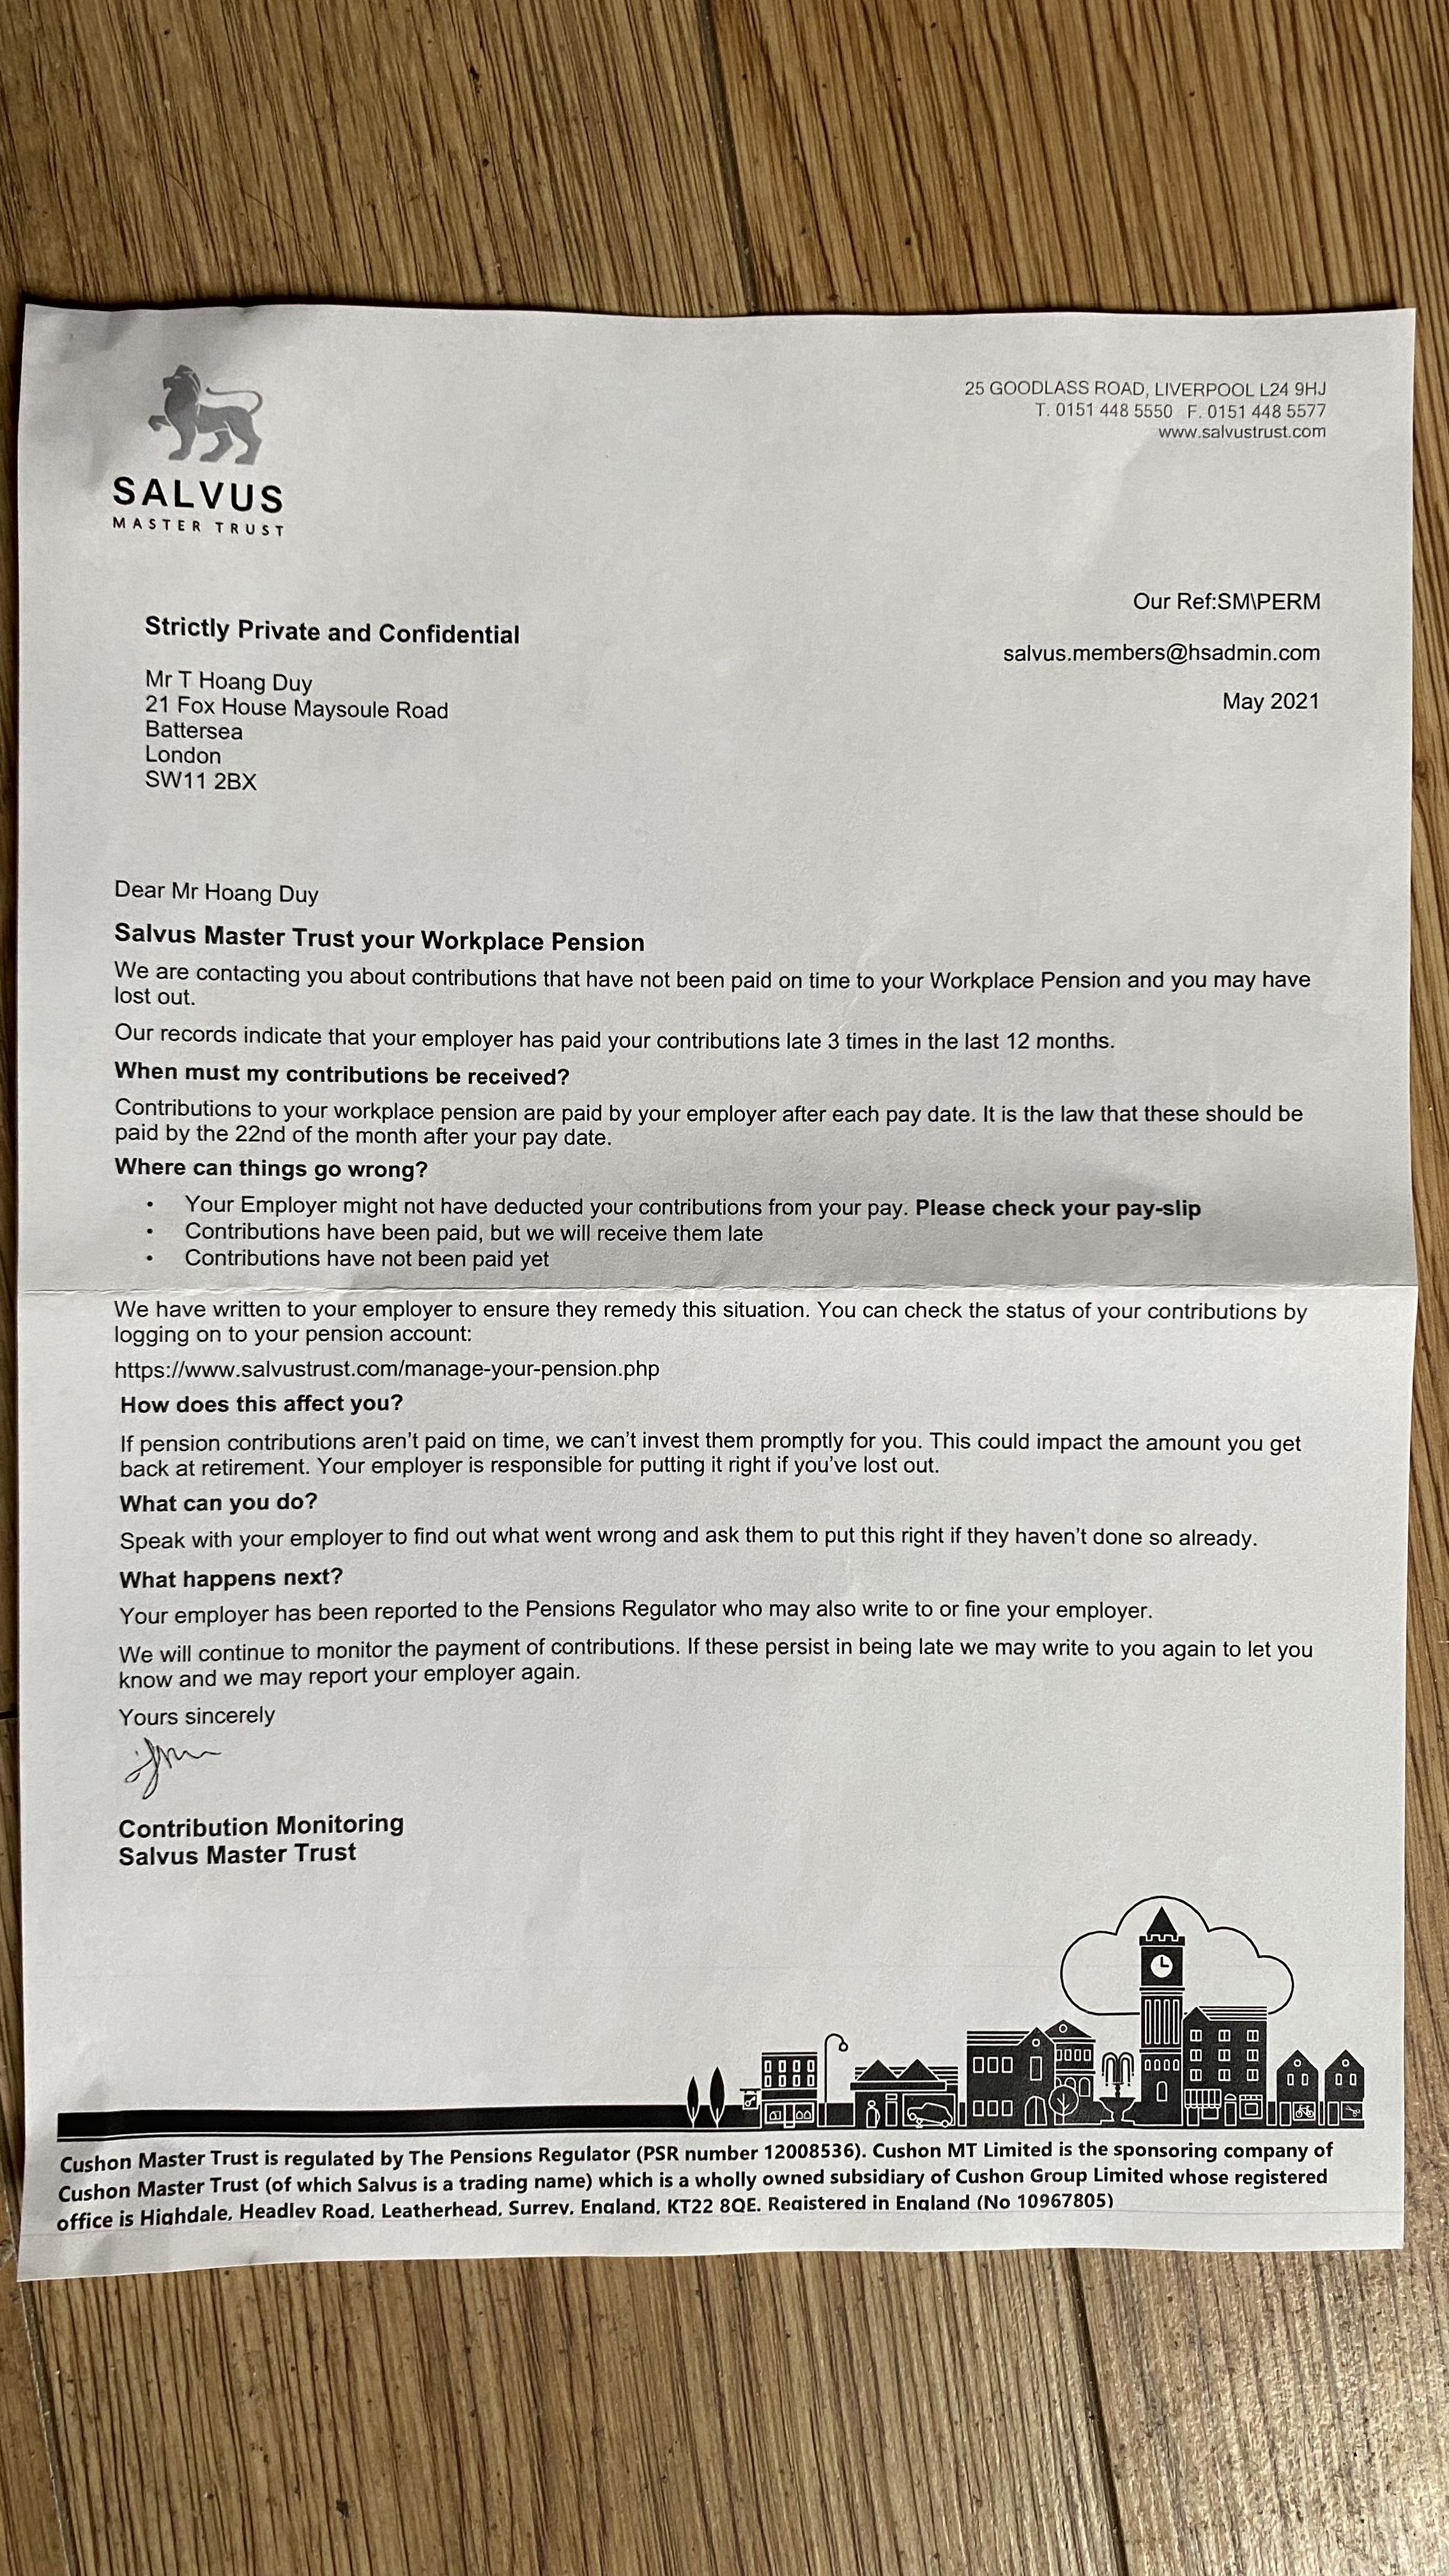 SALVUS
MASTER TRUST
25 GOODLASS ROAD, LIVERPOOL L24 9HJ
T. 0151 448 5550 F. 0151 448 5577
www.salvustrust.com
Our Ref:SM\PERM
salvus.members@hsadmin.com
May 2021
Strictly Private and Confidential
Mr T Hoang Duy
21 Fox House Maysoule Road
Battersea
London
SW11 2BX
Dear Mr Hoang Duy
Salvus Master Trust your Workplace Pension
We are contacting you about contributions that have not been paid on time to your Workplace Pension and you may have
lost out.
Our records indicate that your employer has paid your contributions late 3 times in the last 12 months.
When must my contributions be received?
Contributions to your workplace pension are paid by your employer after each pay date. It is the law that these should be
paid by the 22nd of the month after your pay date.
Where can things go wrong?
• Your Employer might not have deducted your contributions from your pay. Please check your pay-slip
• Contributions have been paid, but we will receive them late
• Contributions have not been paid yet
We have written to your employer to ensure they remedy this situation. You can check the status of your contributions by
logging on to your pension account:
https://www.salvustrust.com/manage-your-pension.php
How does this affect you?
If pension contributions aren't paid on time, we can't invest them promptly for you. This could impact the amount you get
back at retirement. Your employer is responsible for putting it right if you've lost out.
What can you do?
Speak with your employer to find out what went wrong and ask them to put this right if they haven't done so already.
What happens next?
Your employer has been reported to the Pensions Regulator who may also write to or fine your employer.
We will continue to monitor the payment of contributions. If these persist in being late we may write to you again to let you
know and we may report your employer again.
Yours sincerely
Contribution Monitoring
Salvus Master Trust
Cushon Master Trust is regulated by The Pensions Regulator (PSR number 12008536). Cushon MT Limited is the sponsoring company of
Cushon Master Trust (of which Salvus is a trading name) which is a wholly owned subsidiary of Cushon Group Limited whose registered
office is Highdale, Headley Road, Leatherhead, Surrey, England, KT22 8QE. Registered in England (No 10967805)